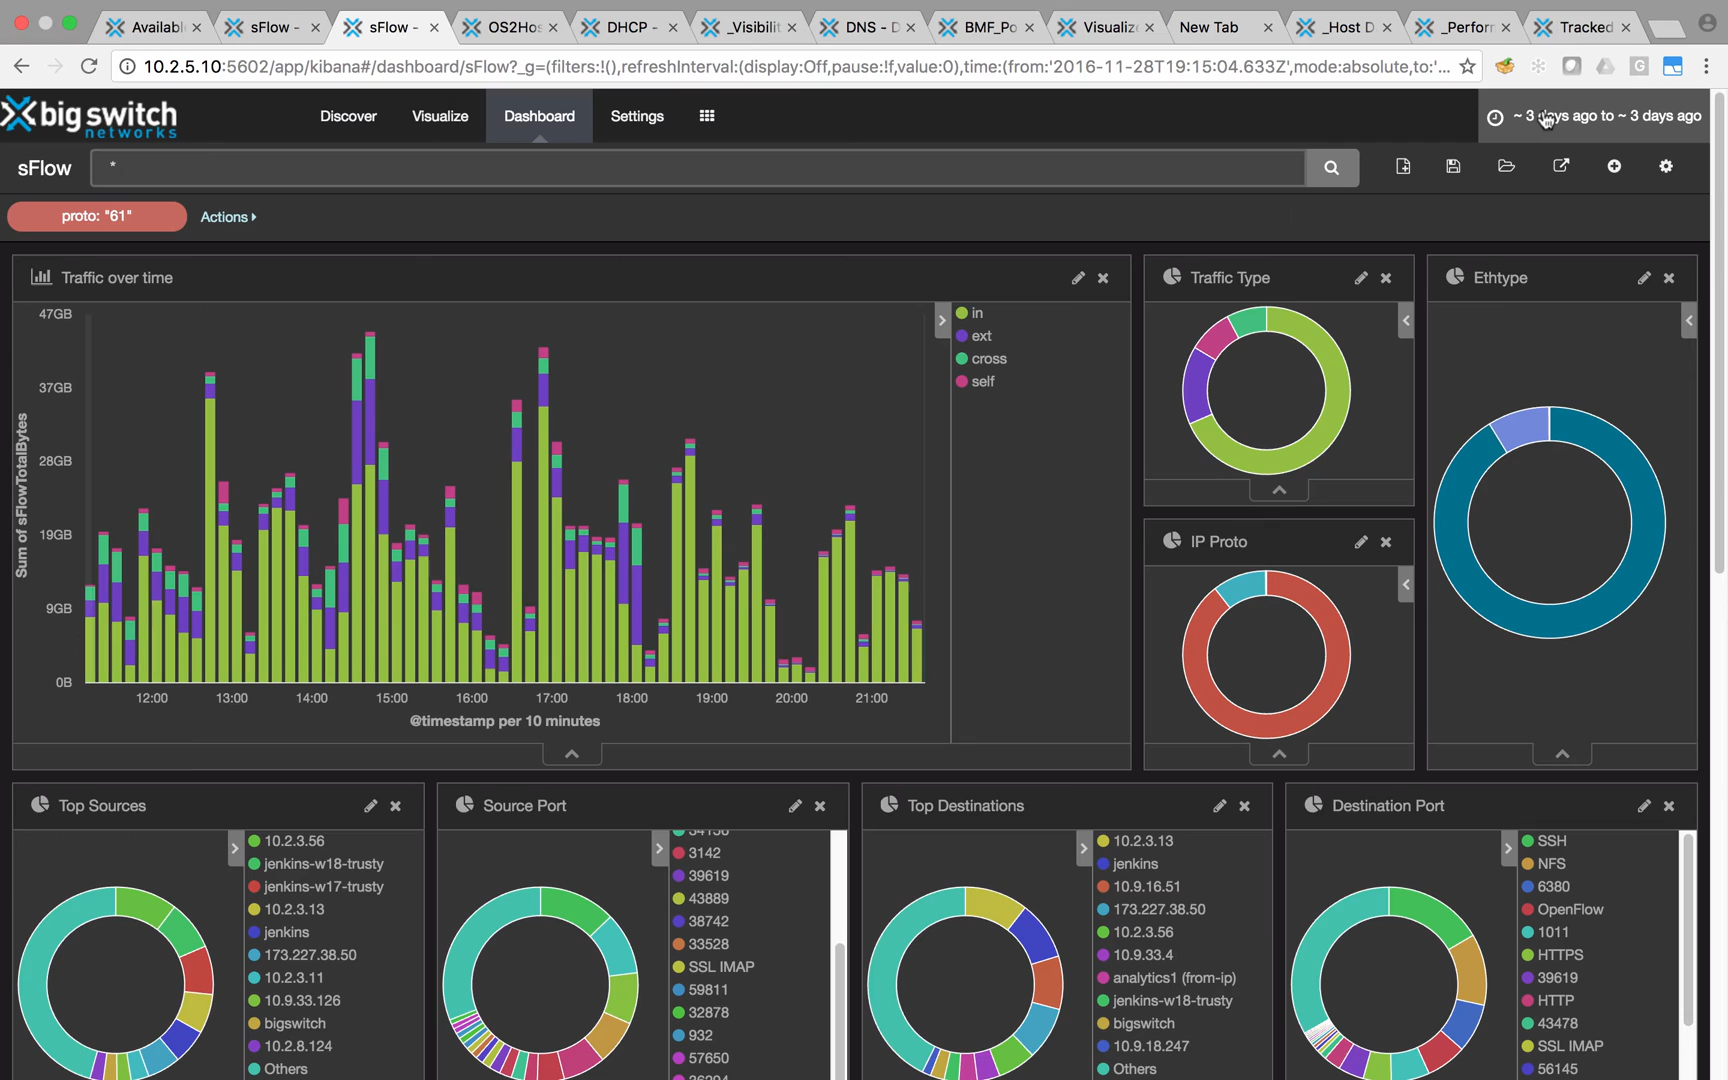 Availabl
sFlow -
sFlow -
OS2Hos
DHCP -
_Visibilit
DNS - D
BMF_Po
Visualize
New Tab
_Host D
_Perforr
Tracked
10.2.5.10:5602/app/kibana#/dashboard/sFlow?_g=(filters:!(),refreshInterval:(display:Off,pause:!f,value:0),time:(from:'2016-11-28T19:15:04.633Z',mode:absolute,to:'...
big switch
networks
Discover
Visualize
Dashboard
Settings
~ 3 days ago to ~ 3 days ago
sFlow
*
proto: "61"
Actions
Traffic over time
47GB
37GB
28GB
19GB
9GB
0B
Sum of sFlowTotalBytes
12:00
13:00
14:00
15:00
16:00
17:00
18:00
19:00
20:00
21:00
@timestamp per 10 minutes
in
ext
cross
self
Traffic Type
IP Proto
Ethtype
Top Sources
10.2.3.56
jenkins-w18-trusty
jenkins-w17-trusty
10.2.3.13
jenkins
173.227.38.50
10.2.3.11
10.9.33.126
bigswitch
10.2.8.124
Others
Source Port
3142
39619
43889
38742
33528
SSL IMAP
59811
32878
932
57650
Top Destinations
10.2.3.13
jenkins
10.9.16.51
173.227.38.50
10.2.3.56
10.9.33.4
analytics1 (from-ip)
jenkins-w18-trusty
bigswitch
10.9.18.247
Others
Destination Port
SSH
NFS
6380
OpenFlow
1011
HTTPS
39619
HTTP
43478
SSL IMAP
56145